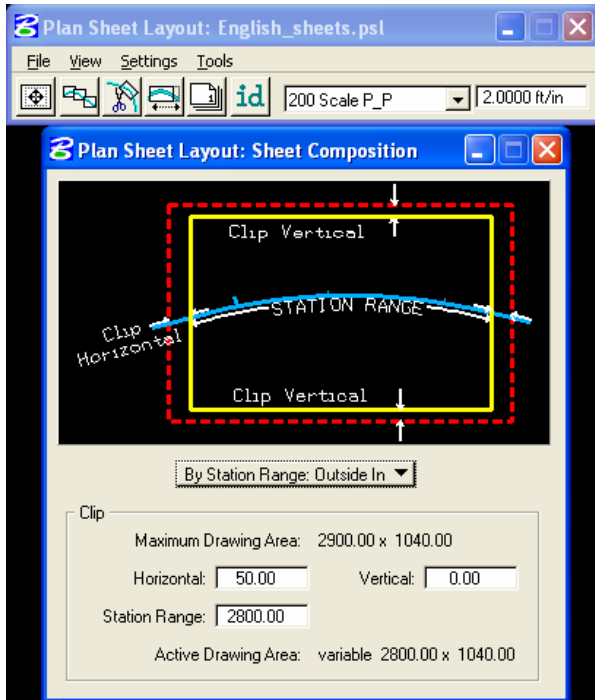 Plan Sheet Layout: English_sheets.psl
File View Settings Tools
1 id 200 Scale P_P 2.0000 ft/in
Plan Sheet Layout: Sheet Composition
Clip Vertical
STATION RANGE
Clip
Horizontal
Clip Vertical
By Station Range: Outside In
Clip
Maximum Drawing Area: 2900.00 x 1040.00
Horizontal: 50.00 Vertical: 0.00
Station Range: 2800.00
Active Drawing Area: variable 2800.00 x 1040.00